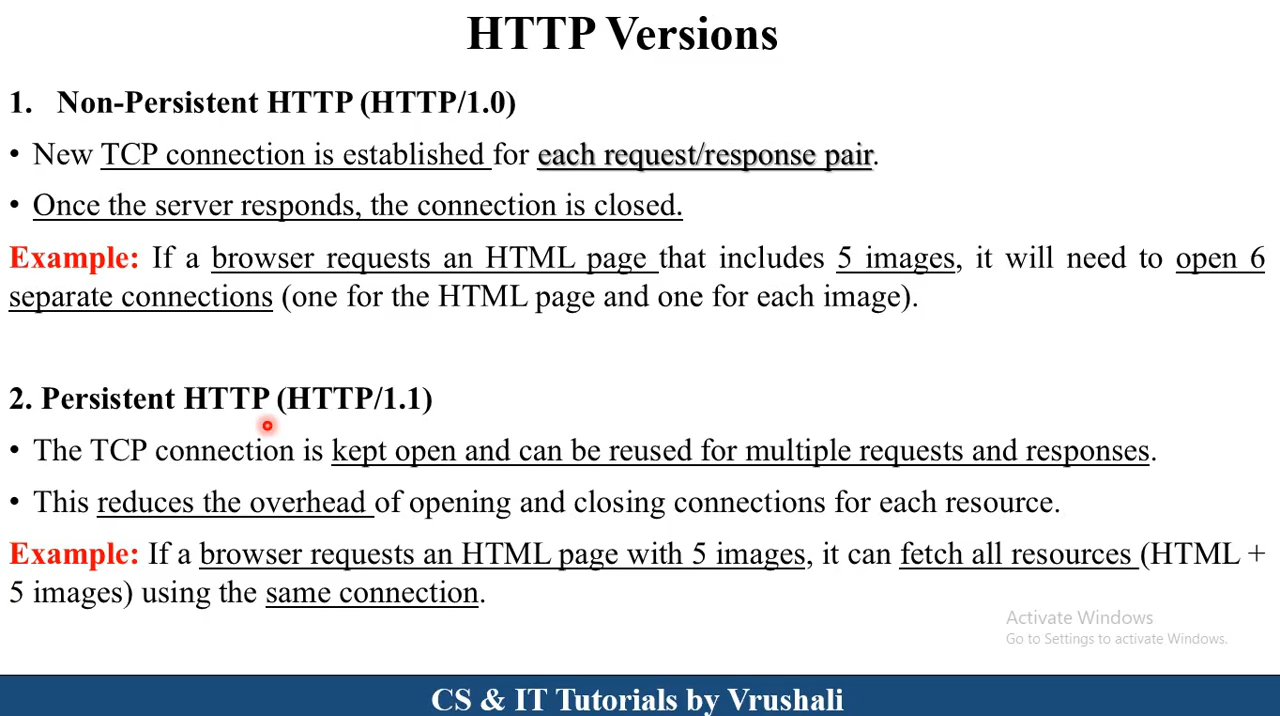 HTTP Versions
1. Non-Persistent HTTP (HTTP/1.0)
• New TCP connection is established for each request/response pair.
• Once the server responds, the connection is closed.
Example: If a browser requests an HTML page that includes 5 images, it will need to open 6
separate connections (one for the HTML page and one for each image).
2. Persistent HTTP (HTTP/1.1)
• The TCP connection is kept open and can be reused for multiple requests and responses.
• This reduces the overhead of opening and closing connections for each resource.
Example: If a browser requests an HTML page with 5 images, it can fetch all resources (HTML +
5 images) using the same connection.
Activate Windows
Go to Settings to activate Windows.
CS & IT Tutorials by Vrushali